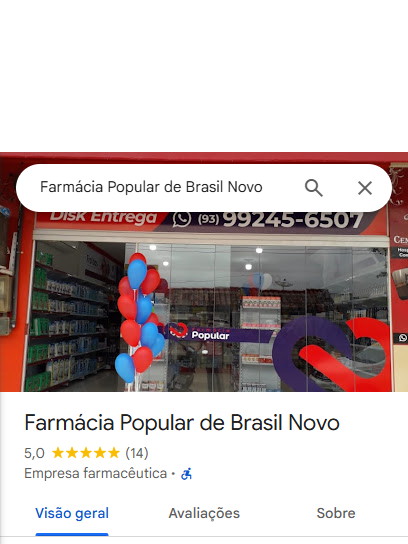 Farmácia Popular de Brasil Novo
Disk Entrega (93) 99245-6507
Popular
Farmácia Popular de Brasil Novo
5,0 (14)
Empresa farmacêutica ·
Visão geral Avaliações Sobre